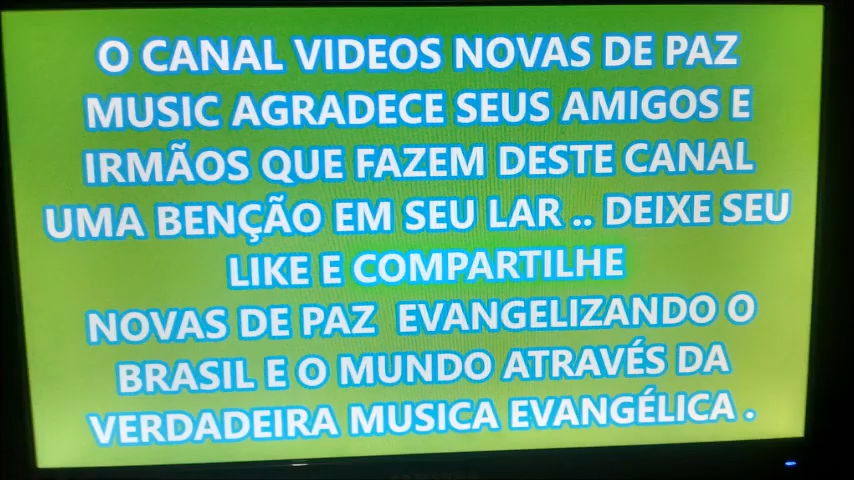 O CANAL VIDEOS NOVAS DE PAZ
MUSIC AGRADECE SEUS AMIGOS E
IRMÃOS QUE FAZEM DESTE CANAL
UMA BENÇÃO EM SEU LAR .. DEIXE SEU
LIKE E COMPARTILHE
NOVAS DE PAZ EVANGELIZANDO O
BRASIL E O MUNDO ATRAVÉS DA
VERDADEIRA MUSICA EVANGÉLICA .